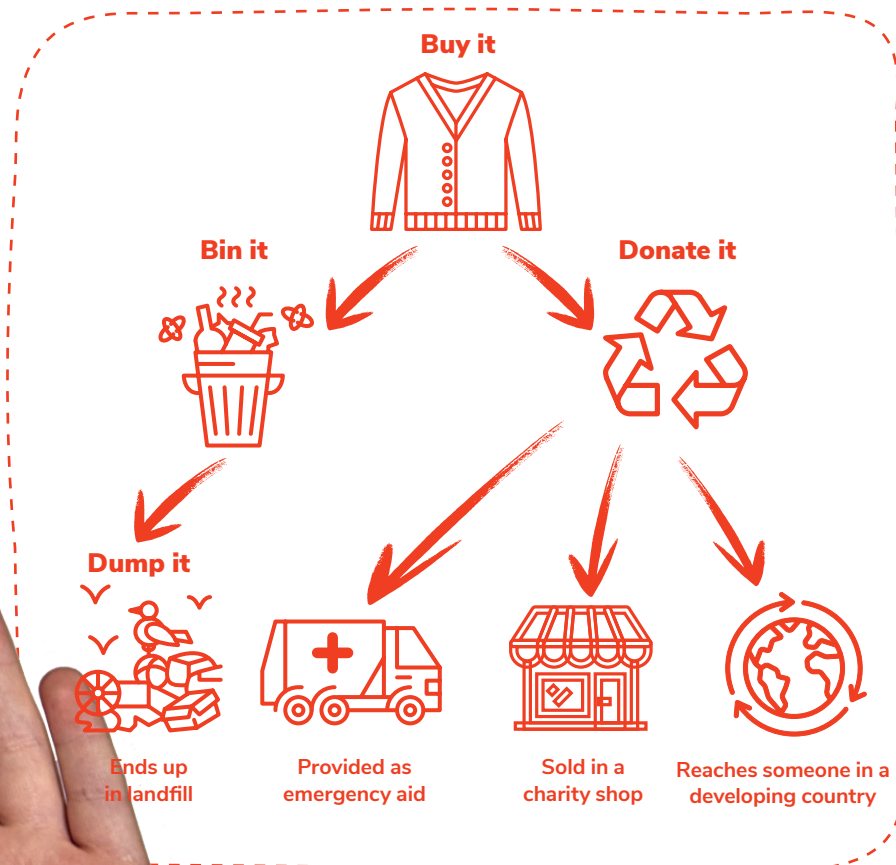 Buy it
Bin it
Donate it
Dump it
Ends up
in landfill
Provided as
emergency aid
Sold in a
charity shop
Reaches someone in a
developing country